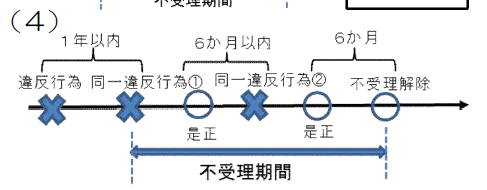 不受理期間
(4)
1年以内 6か月以内 6か月
違反行為 同一違反行為① 同一違反行為② 不受理解除
是正 是正
不受理期間